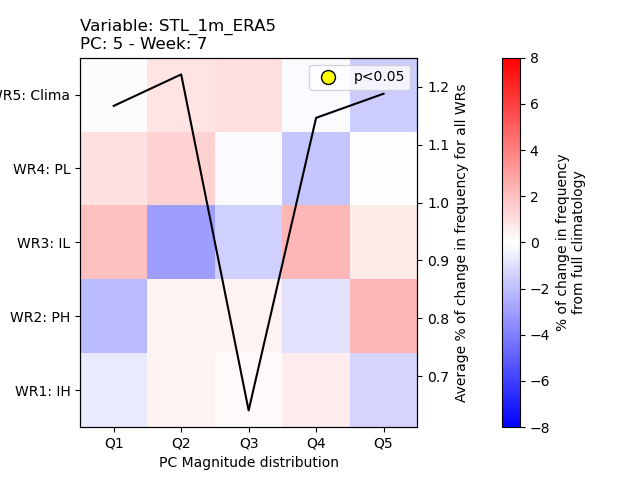 Variable: STL_1m_ERA5
PC: 5 - Week: 7
p<0.05
WR5: Clima
WR4: PL
WR3: IL
WR2: PH
WR1: IH
Q1 Q2 Q3 Q4 Q5
PC Magnitude distribution
1.2
1.1
1.0
0.9
0.8
0.7
Average % of change in frequency for all WRs
8
6
4
2
0
−2
−4
−6
−8
% of change in frequency
from full climatology